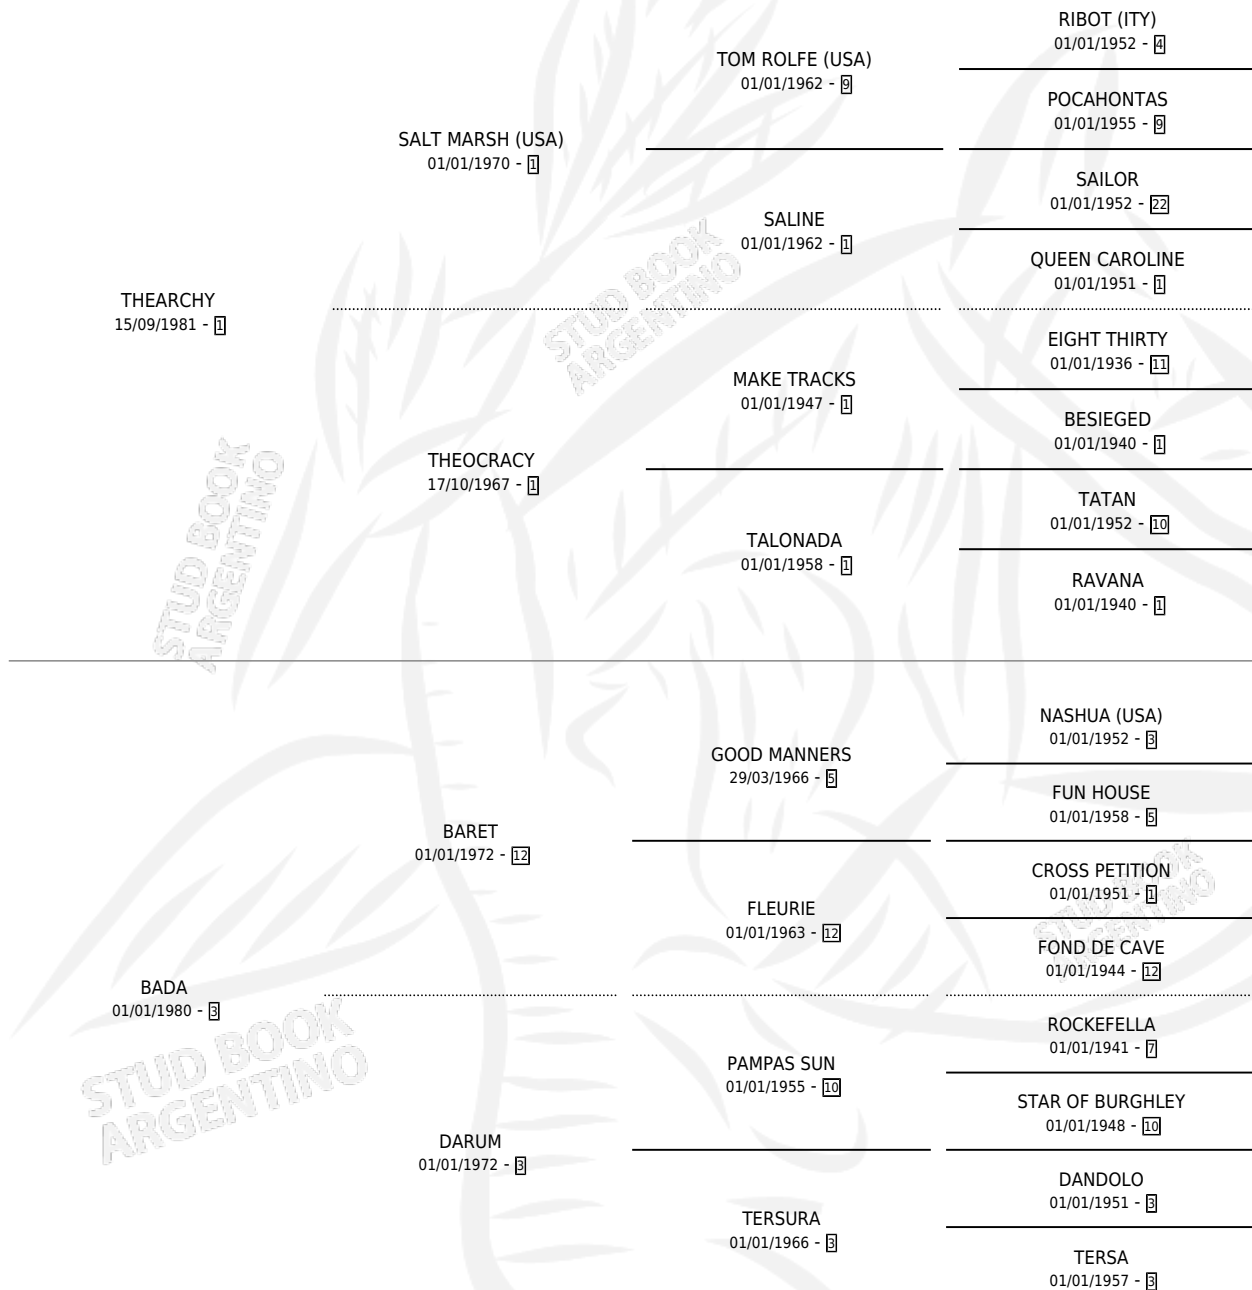 RIBOT (ITY)
01/01/1952 - 4
TOM ROLFE (USA)
01/01/1962 - 9
POCAHONTAS
01/01/1955 - 9
SALT MARSH (USA)
01/01/1970 - 1
SAILOR
01/01/1952 - 22
SALINE
01/01/1962 - 1
QUEEN CAROLINE
01/01/1951 - 1
THEARCHY
15/09/1981 - 1
EIGHT THIRTY
01/01/1936 - 11
MAKE TRACKS
01/01/1947 - 1
BESIEGED
01/01/1940 - 1
THEOCRACY
17/10/1967 - 1
TATAN
01/01/1952 - 10
TALONADA
01/01/1958 - 1
RAVANA
01/01/1940 - 1
NASHUA (USA)
01/01/1952 - 3
GOOD MANNERS
29/03/1966 - 5
FUN HOUSE
01/01/1958 - 5
BARET
01/01/1972 - 12
CROSS PETITION
01/01/1951 - 1
FLEURIE
01/01/1963 - 12
FOND DE CAVE
01/01/1944 - 12
BADA
01/01/1980 - 3
ROCKEFELLA
01/01/1941 - 7
PAMPAS SUN
01/01/1955 - 10
STAR OF BURGHLEY
01/01/1948 - 10
DARUM
01/01/1972 - 3
DANDOLO
01/01/1951 - 3
TERSURA
01/01/1966 - 3
TERSA
01/01/1957 - 3
STUD BOOK
ARGENTINO
STUD BOOK
ARGENTINO
STUD BOOK
ARGENTINO
STUD BOOK
ARGENTINO